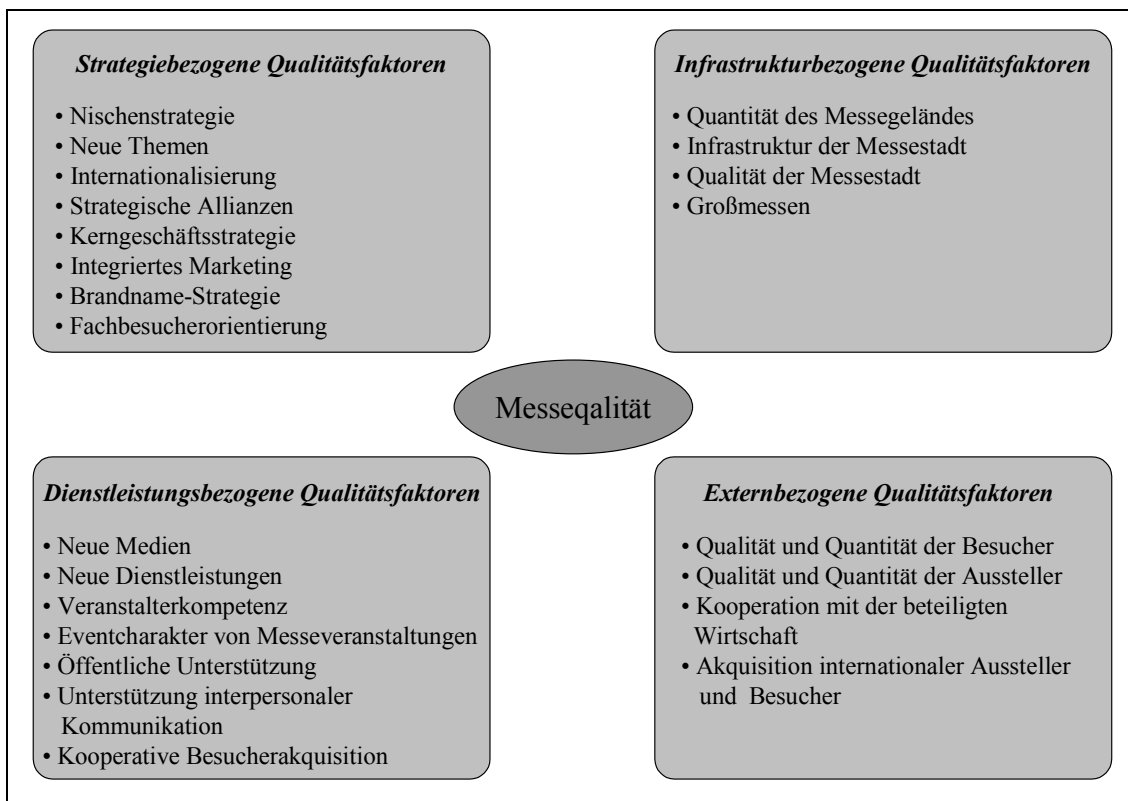 Strategiebezogene Qualitätsfaktoren
• Nischenstrategie
• Neue Themen
• Internationalisierung
• Strategische Allianzen
• Kerngeschäftsstrategie
• Integriertes Marketing
• Brandname-Strategie
• Fachbesucherorientierung
Infrastrukturbezogene Qualitätsfaktoren
• Quantität des Messegeländes
• Infrastruktur der Messestadt
• Qualität der Messestadt
• Großmessen
Messeqalität
Dienstleistungsbezogene Qualitätsfaktoren
• Neue Medien
• Neue Dienstleistungen
• Veranstalterkompetenz
• Eventcharakter von Messeveranstaltungen
• Öffentliche Unterstützung
• Unterstützung interpersonaler
Kommunikation
• Kooperative Besucherakquisition
Externbezogene Qualitätsfaktoren
• Qualität und Quantität der Besucher
• Qualität und Quantität der Aussteller
• Kooperation mit der beteiligten
Wirtschaft
• Akquisition internationaler Aussteller
und Besucher